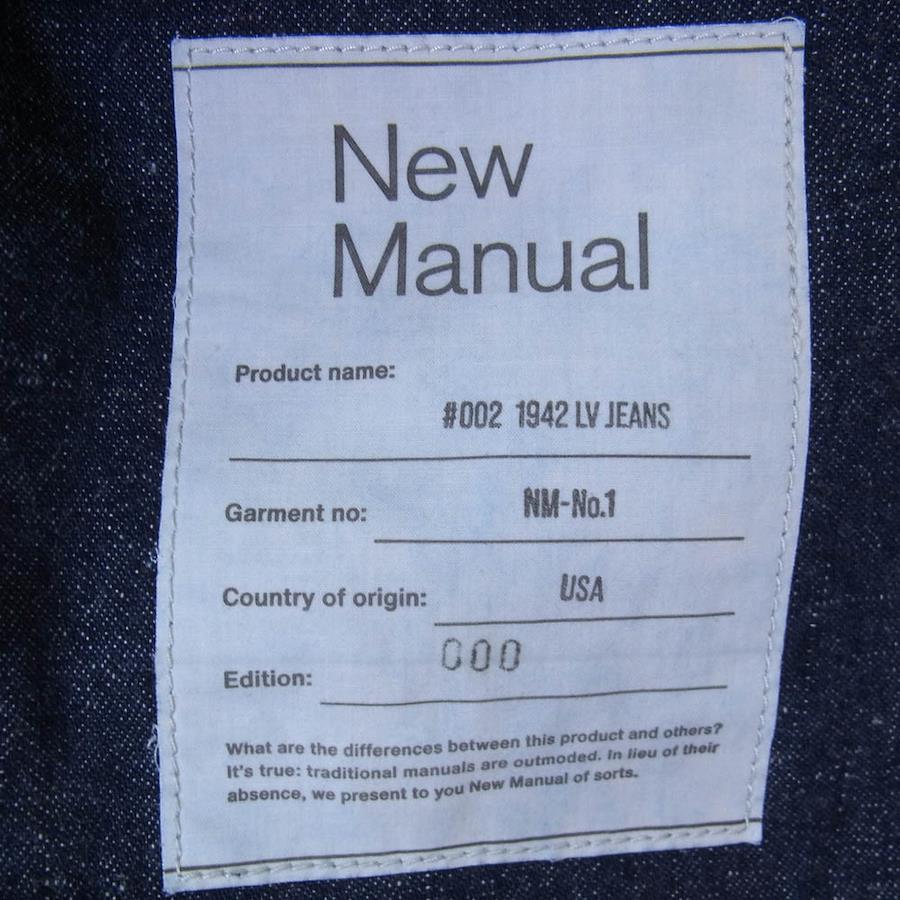 New
Manual
Product name:
#002 1942 LV JEANS
Garment no: NM-No.1
Country of origin: USA
Edition: 000
What are the differences between this product and others?
It's true: traditional manuals are outmoded. In lieu of their
absence, we present to you New Manual of sorts.